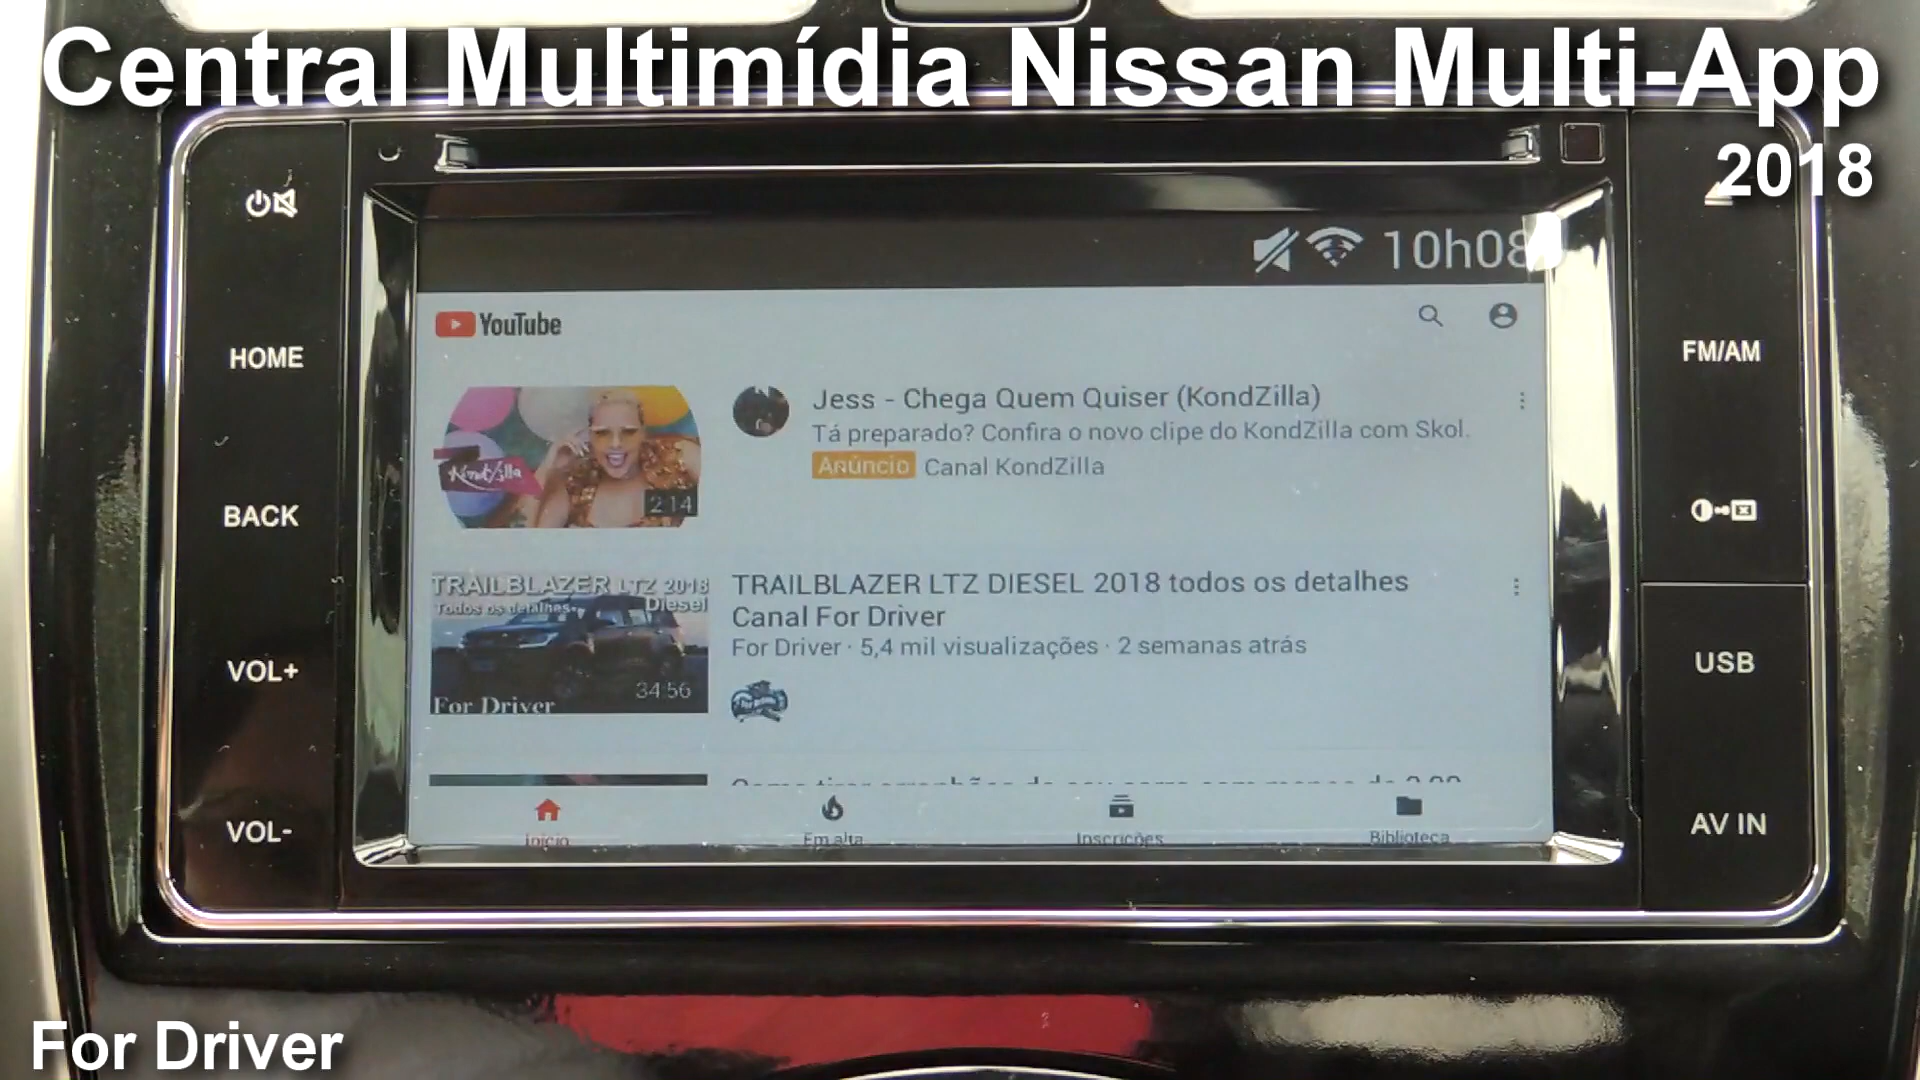 Central Multimídia Nissan Multi-App
2018
10h08
HOME
BACK
VOL+
VOL-
FM/AM
USB
AV IN
YouTube
KondZilla
2:14
Jess - Chega Quem Quiser (KondZilla)
Tá preparado? Confira o novo clipe do KondZilla com Skol.
Anúncio Canal KondZilla
TRAILBLAZER LTZ 2018
Todos os detalhes
Diesel
For Driver
34:56
TRAILBLAZER LTZ DIESEL 2018 todos os detalhes
Canal For Driver
For Driver · 5,4 mil visualizações · 2 semanas atrás
Início
Em alta
Inscrições
Biblioteca
For Driver